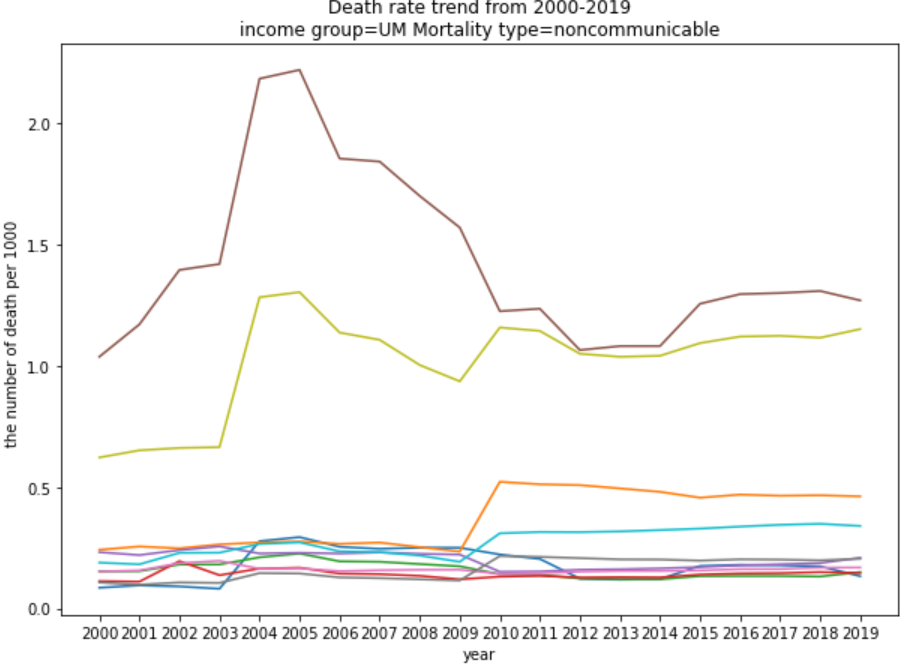 Death rate trend from 2000-2019
income group=UM Mortality type=noncommunicable
the number of death per 1000
2.0
1.5
1.0
0.5
0.0
2000 2001 2002 2003 2004 2005 2006 2007 2008 2009 2010 2011 2012 2013 2014 2015 2016 2017 2018 2019
year